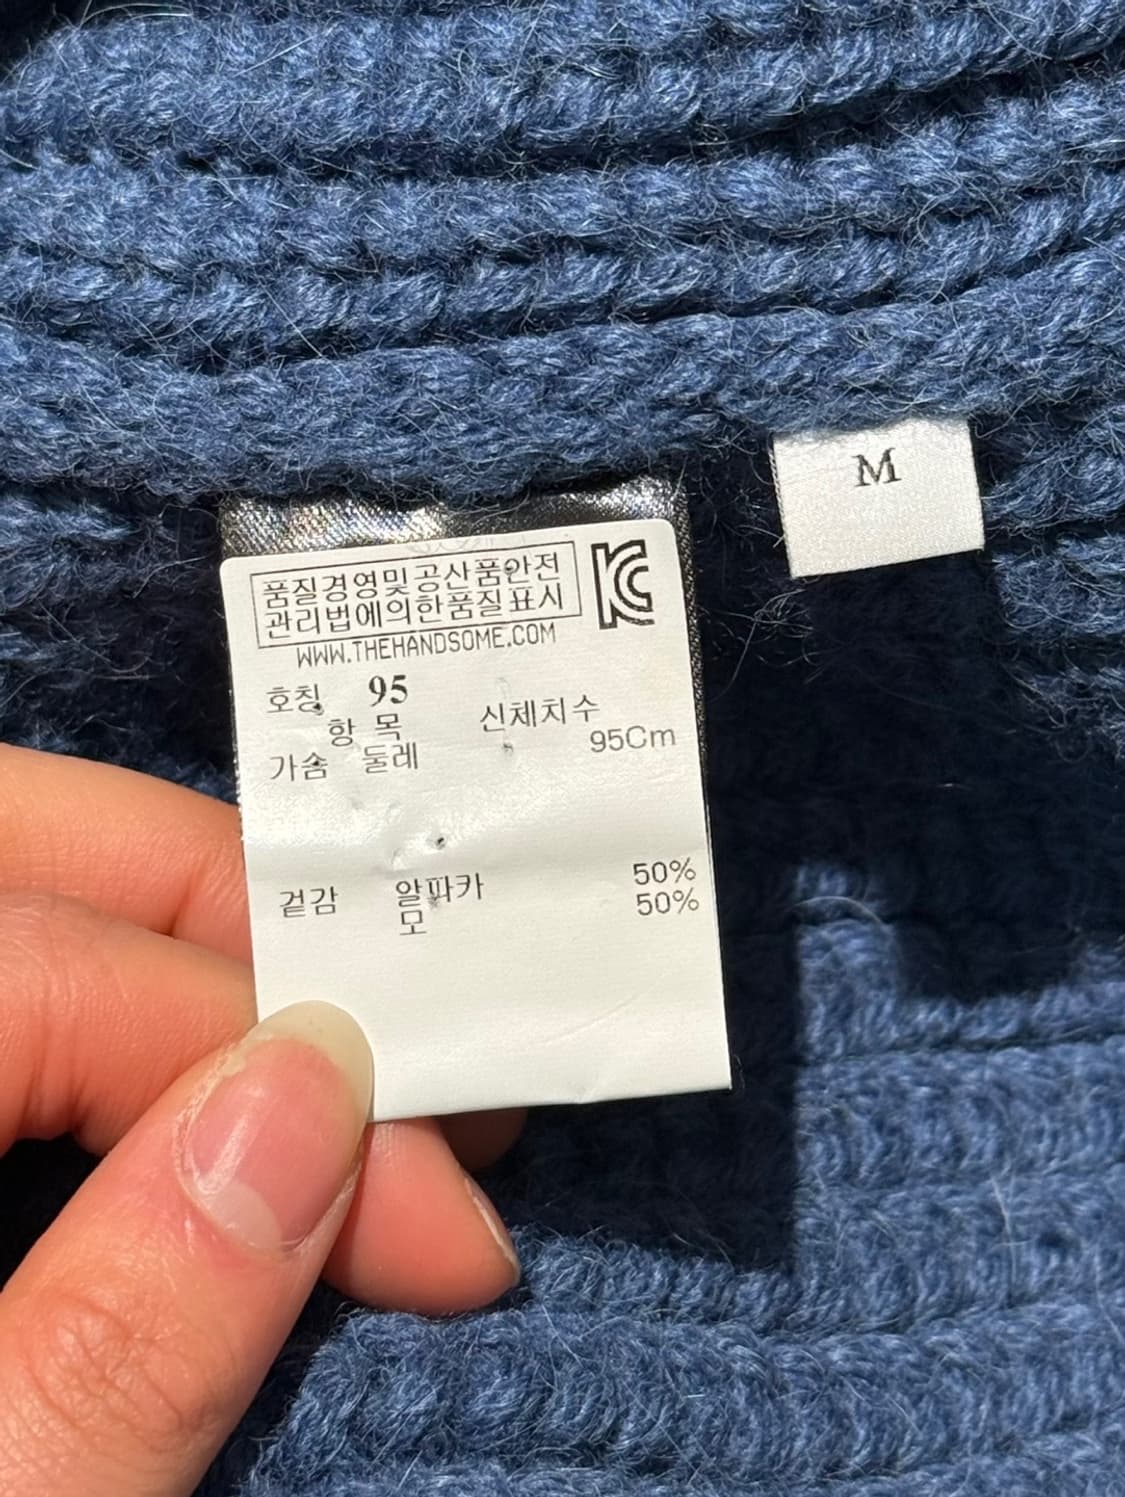 M
품질경영및공산품안전
관리법에의한품질표시
WWW.THEHANDSOME.COM
호칭 95
항 목 신체치수
가슴 둘레 95Cm
겉감 알파카 50%
모 50%